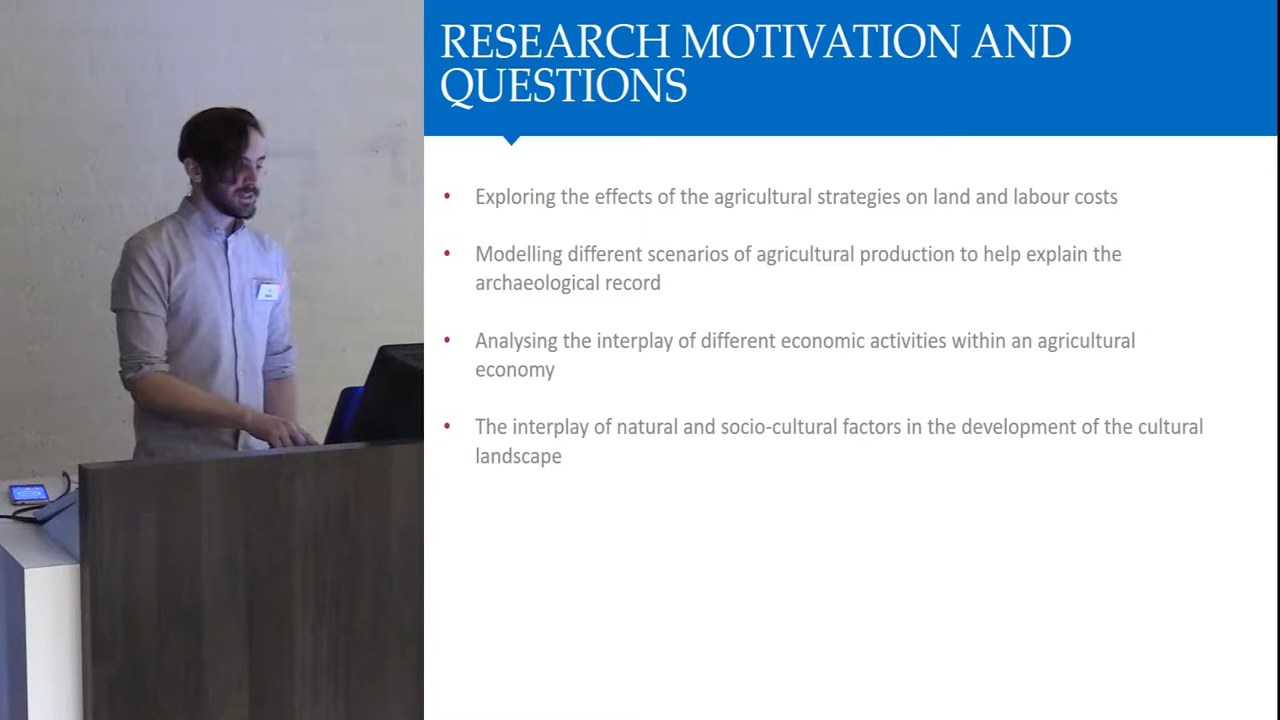 RESEARCH MOTIVATION AND
QUESTIONS
• Exploring the effects of the agricultural strategies on land and labour costs
• Modelling different scenarios of agricultural production to help explain the
archaeological record
• Analysing the interplay of different economic activities within an agricultural
economy
• The interplay of natural and socio-cultural factors in the development of the cultural
landscape